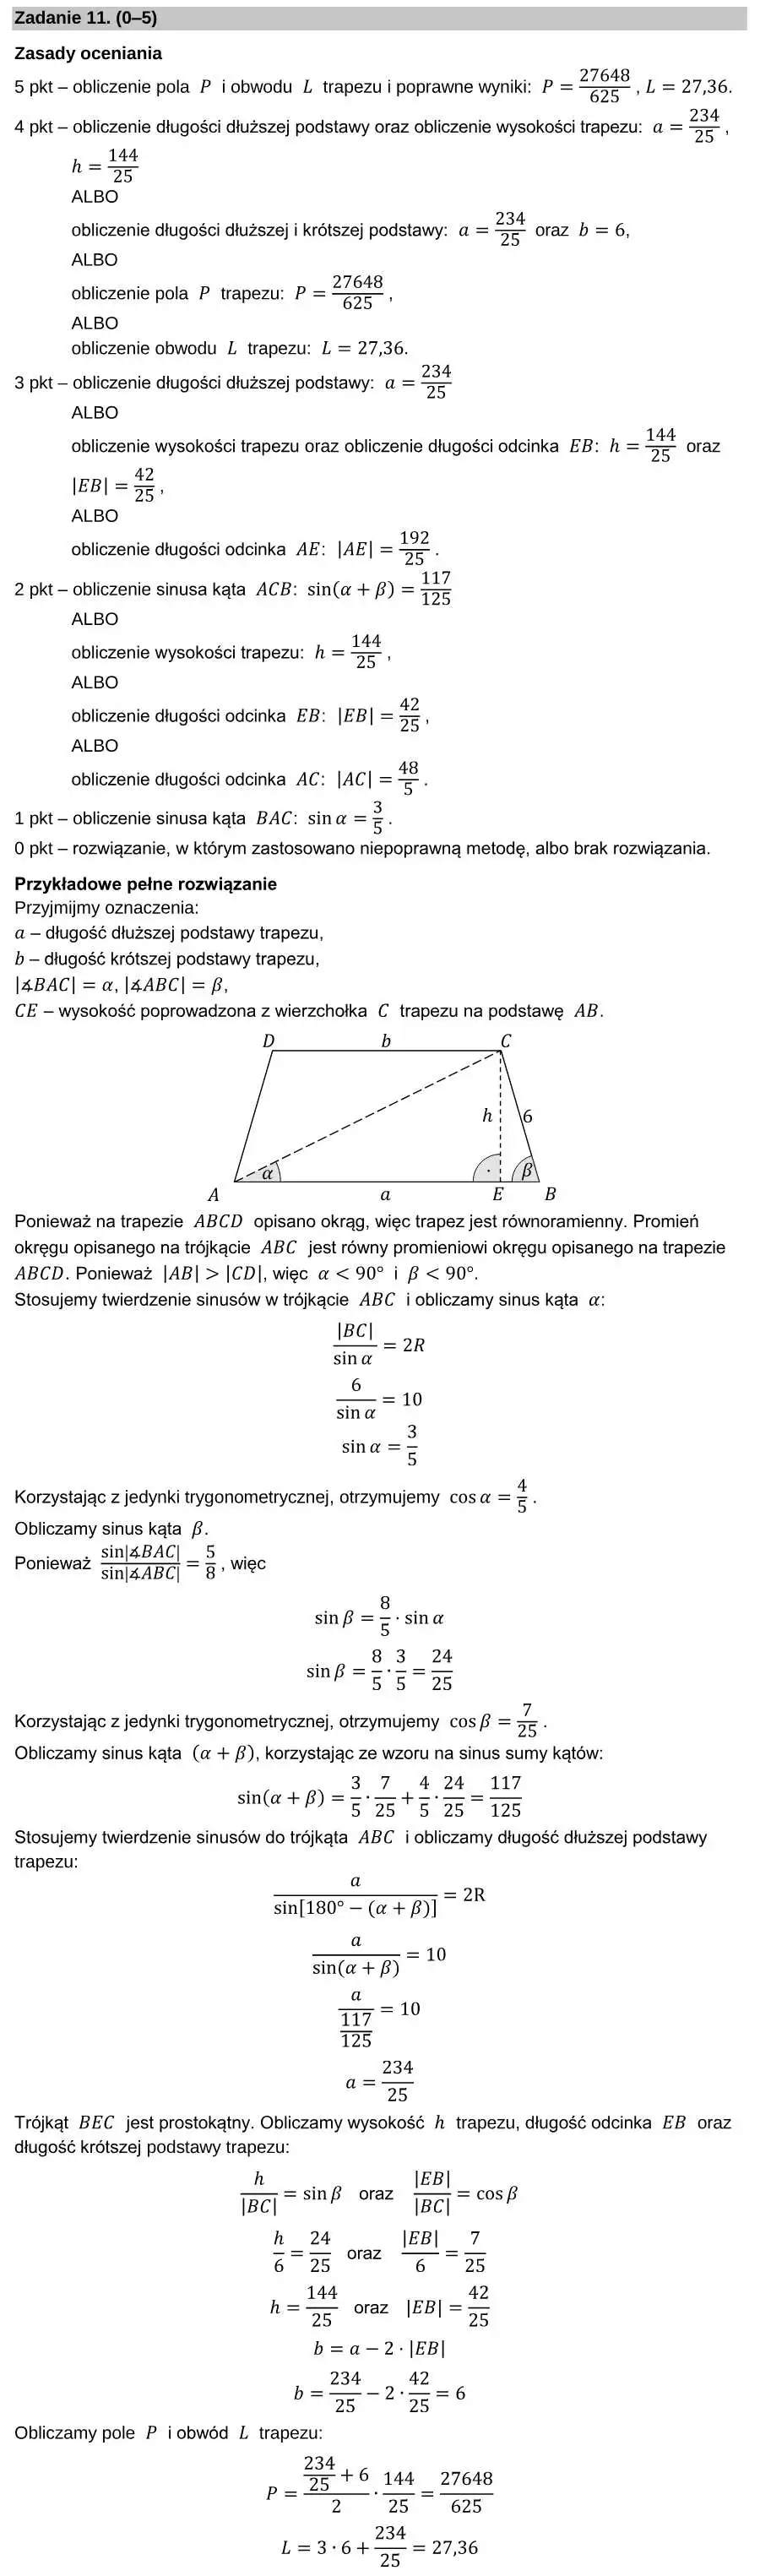 Zadanie 11. (0–5)
Zasady oceniania
5 pkt – obliczenie pola P i obwodu L trapezu i poprawne wyniki: P = 27648/625 , L = 27,36.
4 pkt – obliczenie długości dłuższej podstawy oraz obliczenie wysokości trapezu: a = 234/25 ,
h = 144/25
ALBO
obliczenie długości dłuższej i krótszej podstawy: a = 234/25 oraz b = 6,
ALBO
obliczenie pola P trapezu: P = 27648/625 ,
ALBO
obliczenie obwodu L trapezu: L = 27,36.
3 pkt – obliczenie długości dłuższej podstawy: a = 234/25
ALBO
obliczenie wysokości trapezu oraz obliczenie długości odcinka EB: h = 144/25 oraz
|EB| = 42/25 ,
ALBO
obliczenie długości odcinka AE: |AE| = 192/25 .
2 pkt – obliczenie sinusa kąta ACB: sin(α + β) = 117/125
ALBO
obliczenie wysokości trapezu: h = 144/25 ,
ALBO
obliczenie długości odcinka EB: |EB| = 42/25 ,
ALBO
obliczenie długości odcinka AC: |AC| = 48/5 .
1 pkt – obliczenie sinusa kąta BAC: sin α = 3/5 .
0 pkt – rozwiązanie, w którym zastosowano niepoprawną metodę, albo brak rozwiązania.
Przykładowe pełne rozwiązanie
Przyjmijmy oznaczenia:
a – długość dłuższej podstawy trapezu,
b – długość krótszej podstawy trapezu,
|∡BAC| = α, |∡ABC| = β,
CE – wysokość poprowadzona z wierzchołka C trapezu na podstawę AB.
D b C
h 6
α β
A a E B
Ponieważ na trapezie ABCD opisano okrąg, więc trapez jest równoramienny. Promień
okręgu opisanego na trójkącie ABC jest równy promieniowi okręgu opisanego na trapezie
ABCD. Ponieważ |AB| > |CD|, więc α < 90° i β < 90°.
Stosujemy twierdzenie sinusów w trójkącie ABC i obliczamy sinus kąta α:
|BC|/sin α = 2R
6/sin α = 10
sin α = 3/5
Korzystając z jedynki trygonometrycznej, otrzymujemy cos α = 4/5 .
Obliczamy sinus kąta β.
Ponieważ sin|∡BAC|/sin|∡ABC| = 5/8 , więc
sin β = 8/5 · sin α
sin β = 8/5 · 3/5 = 24/25
Korzystając z jedynki trygonometrycznej, otrzymujemy cos β = 7/25 .
Obliczamy sinus kąta (α + β), korzystając ze wzoru na sinus sumy kątów:
sin(α + β) = 3/5 · 7/25 + 4/5 · 24/25 = 117/125
Stosujemy twierdzenie sinusów do trójkąta ABC i obliczamy długość dłuższej podstawy
trapezu:
a/sin[180° − (α + β)] = 2R
a/sin(α + β) = 10
a/(117/125) = 10
a = 234/25
Trójkąt BEC jest prostokątny. Obliczamy wysokość h trapezu, długość odcinka EB oraz
długość krótszej podstawy trapezu:
h/|BC| = sin β oraz |EB|/|BC| = cos β
h/6 = 24/25 oraz |EB|/6 = 7/25
h = 144/25 oraz |EB| = 42/25
b = a − 2 · |EB|
b = 234/25 − 2 · 42/25 = 6
Obliczamy pole P i obwód L trapezu:
P = (234/25 + 6)/2 · 144/25 = 27648/625
L = 3 · 6 + 234/25 = 27,36